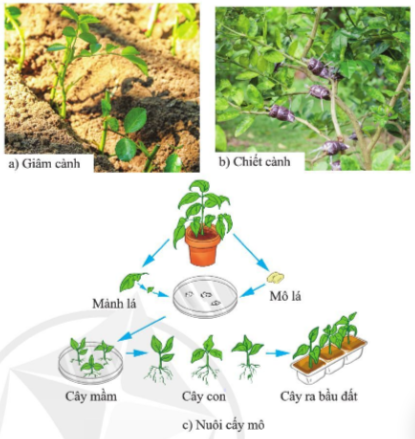 a) Giâm cành
b) Chiết cành
Mảnh lá
Mô lá
Cây mầm
Cây con
Cây ra bầu đất
c) Nuôi cấy mô